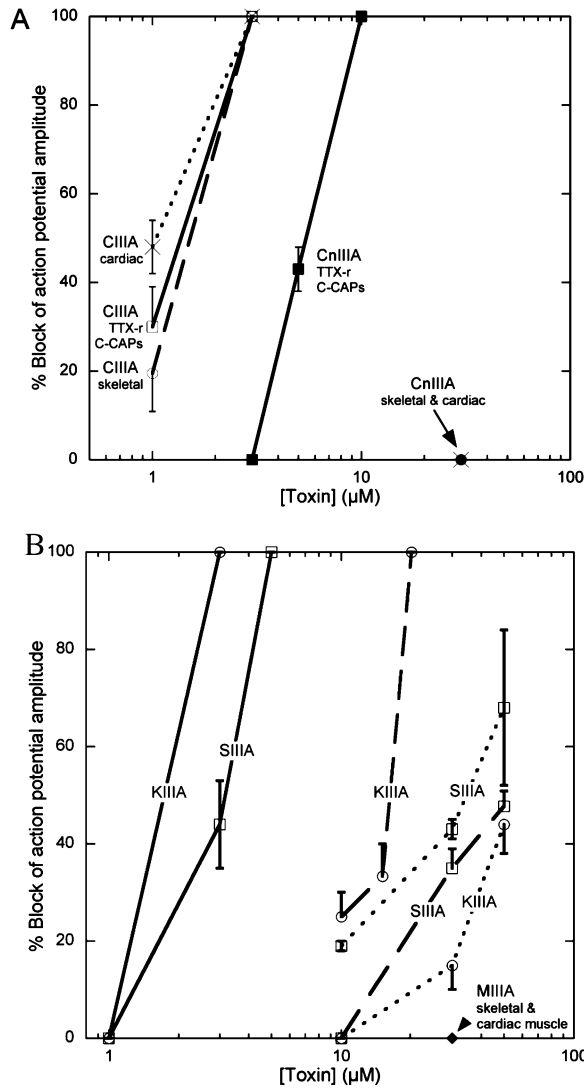 A
100
80
60
40
20
0
% Block of action potential amplitude
CIIIA
cardiac
CIIIA
TTX-r
C-CAPs
CIIIA
skeletal
CnIIIA
TTX-r
C-CAPs
CnIIIA
skeletal & cardiac
1
10
100
[Toxin] (µM)
B
100
80
60
40
20
0
% Block of action potential amplitude
KIIIA
SIIIA
KIIIA
SIIIA
SIIIA
KIIIA
MIIIA
skeletal &
cardiac muscle
1
10
100
[Toxin] (µM)